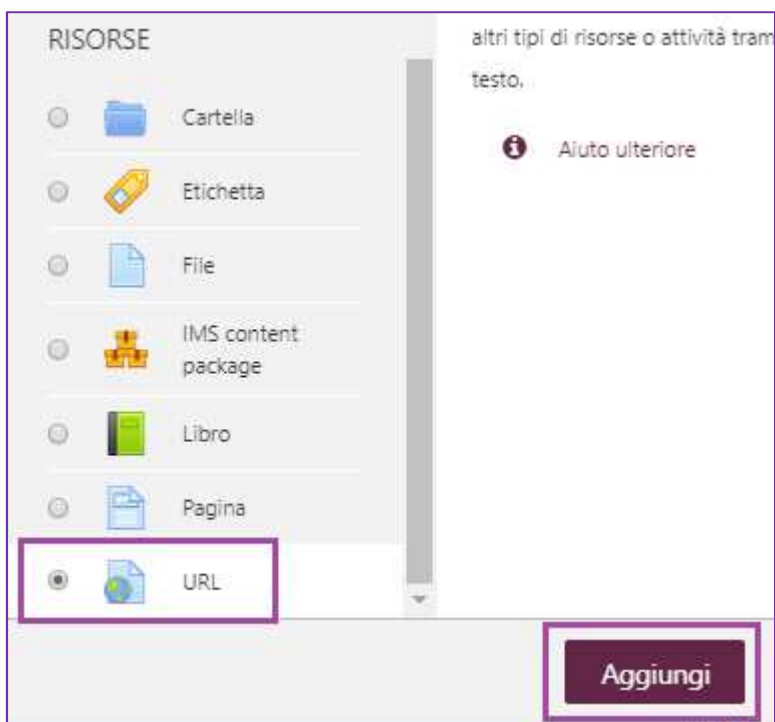 RISORSE
Cartella
Etichetta
File
IMS content
package
Libro
Pagina
URL
altri tipi di risorse o attività tram
testo.
Aiuto ulteriore
Aggiungi